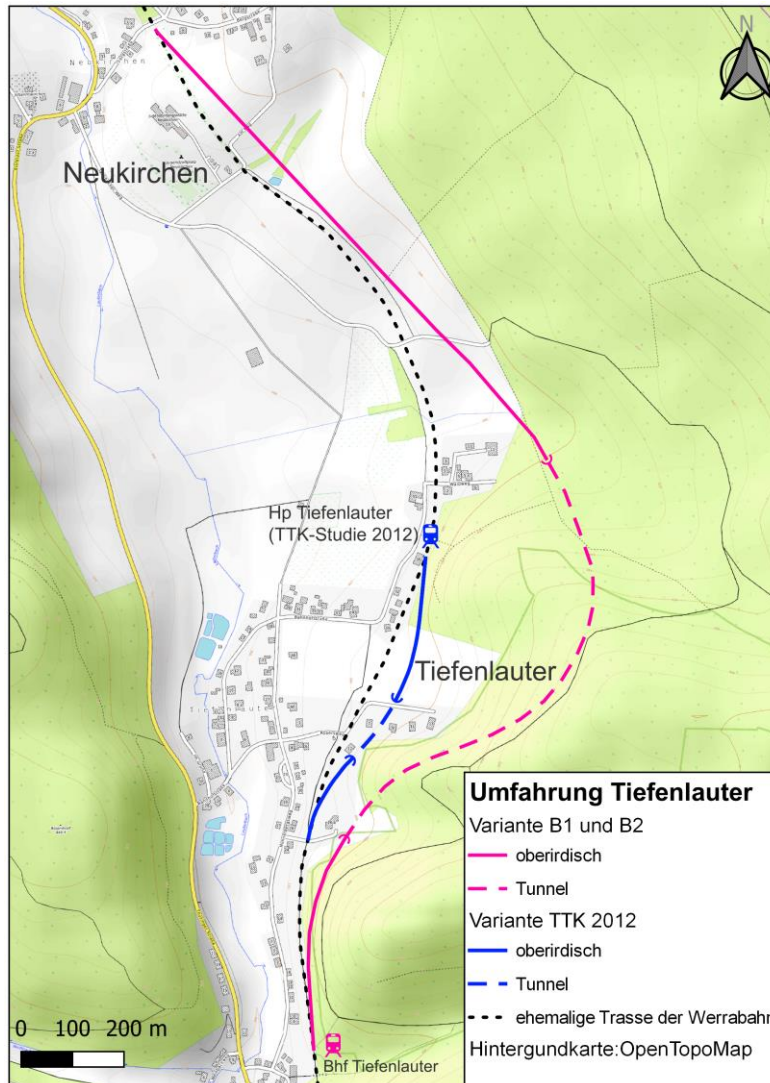 N
Neukirchen
Neukirchen
Hp Tiefenlauter
(TTK-Studie 2012)
Tiefenlauter
Umfahrung Tiefenlauter
Variante B1 und B2
oberirdisch
Tunnel
Variante TTK 2012
oberirdisch
Tunnel
ehemalige Trasse der Werrabahn
Hintergundkarte:OpenTopoMap
0 100 200 m
Bhf Tiefenlauter